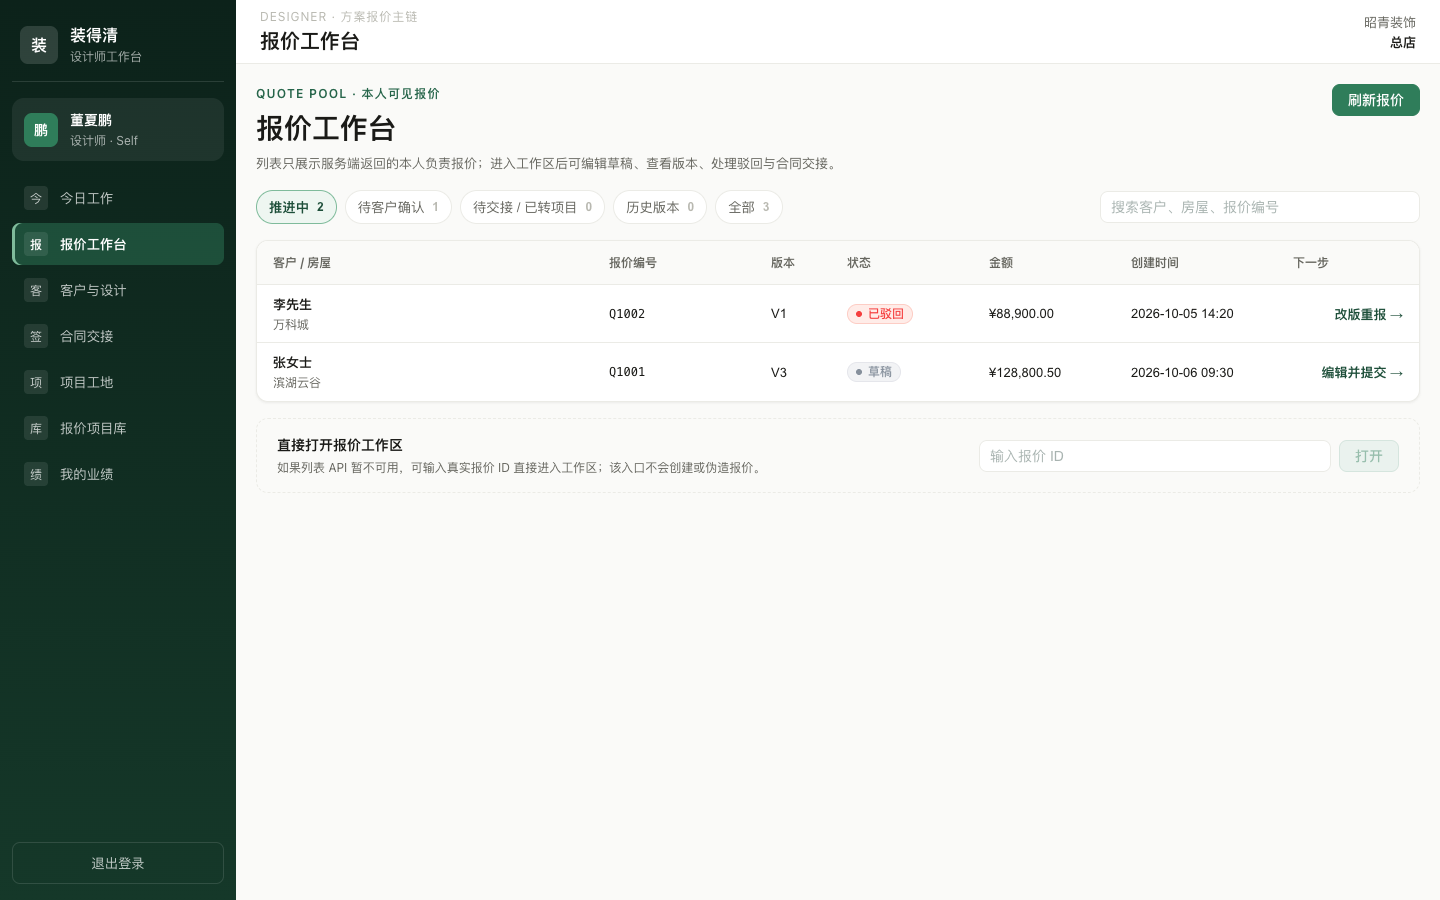 装
装得清
设计师工作台
鹏
董夏鹏
设计师 · Self
今 今日工作
报 报价工作台
客 客户与设计
签 合同交接
项 项目工地
库 报价项目库
绩 我的业绩
退出登录
DESIGNER · 方案报价主链
报价工作台
昭青装饰
总店
QUOTE POOL · 本人可见报价
报价工作台
列表只展示服务端返回的本人负责报价；进入工作区后可编辑草稿、查看版本、处理驳回与合同交接。
刷新报价
推进中 2 待客户确认 1 待交接 / 已转项目 0 历史版本 0 全部 3
搜索客户、房屋、报价编号
客户 / 房屋 报价编号 版本 状态 金额 创建时间 下一步
李先生
万科城
Q1002 V1 已驳回 ¥88,900.00 2026-10-05 14:20 改版重报 →
张女士
滨湖云谷
Q1001 V3 草稿 ¥128,800.50 2026-10-06 09:30 编辑并提交 →
直接打开报价工作区
如果列表 API 暂不可用，可输入真实报价 ID 直接进入工作区；该入口不会创建或伪造报价。
输入报价 ID 打开